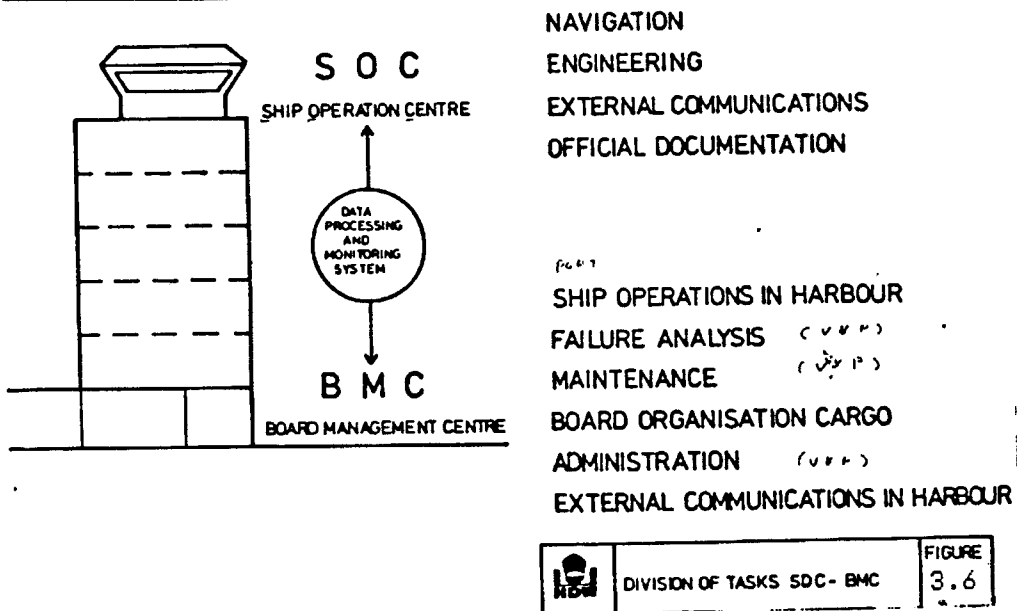 S O C
SHIP OPERATION CENTRE
DATA
PROCESSING
AND
MONITORING
SYSTEM
B M C
BOARD MANAGEMENT CENTRE
NAVIGATION
ENGINEERING
EXTERNAL COMMUNICATIONS
OFFICIAL DOCUMENTATION
SHIP OPERATIONS IN HARBOUR
FAILURE ANALYSIS
MAINTENANCE
BOARD ORGANISATION CARGO
ADMINISTRATION
EXTERNAL COMMUNICATIONS IN HARBOUR
HDW
DIVISION OF TASKS SDC- BMC
FIGURE
3.6